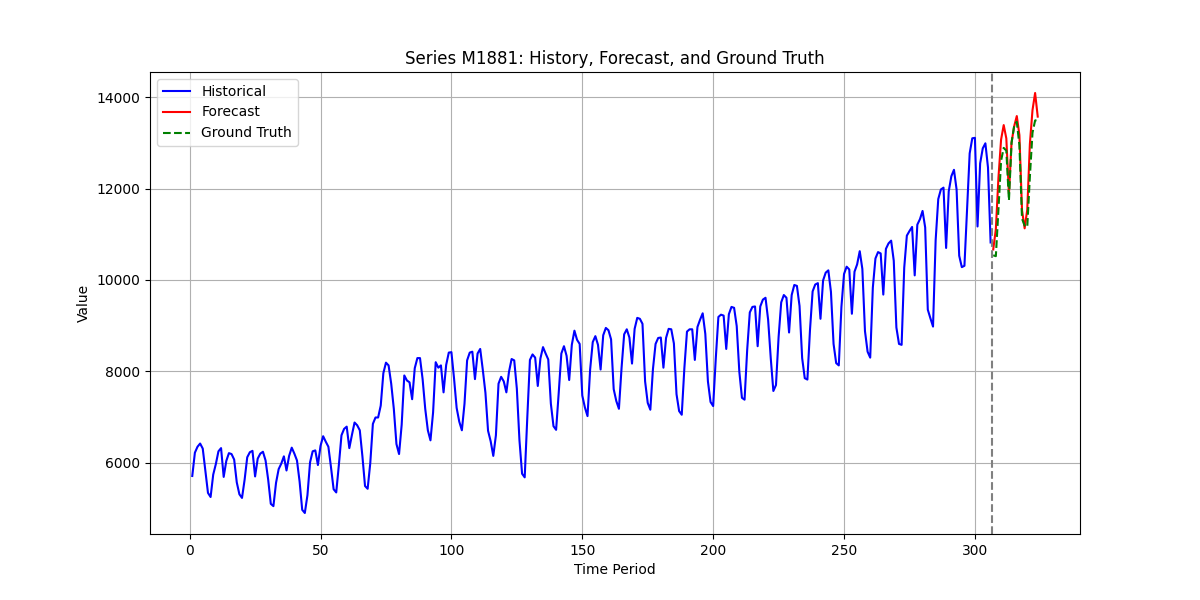 Series M1881: History, Forecast, and Ground Truth
Historical
Forecast
Ground Truth
Value
14000
12000
10000
8000
6000
0 50 100 150 200 250 300
Time Period